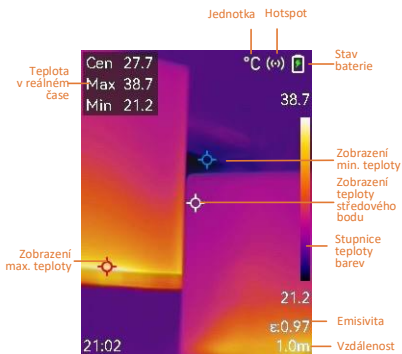 Jednotka Hotspot
Cen 27.7
°C
Stav
baterie
Teplota
v reálném
čase
Max 38.7
Min 21.2
38.7
Zobrazení
min. teploty
Zobrazení
teploty
středového
bodu
Zobrazení
max. teploty
Stupnice
teploty
barev
21.2
ε:0.97
Emisivita
21:02
1.0m
Vzdálenost